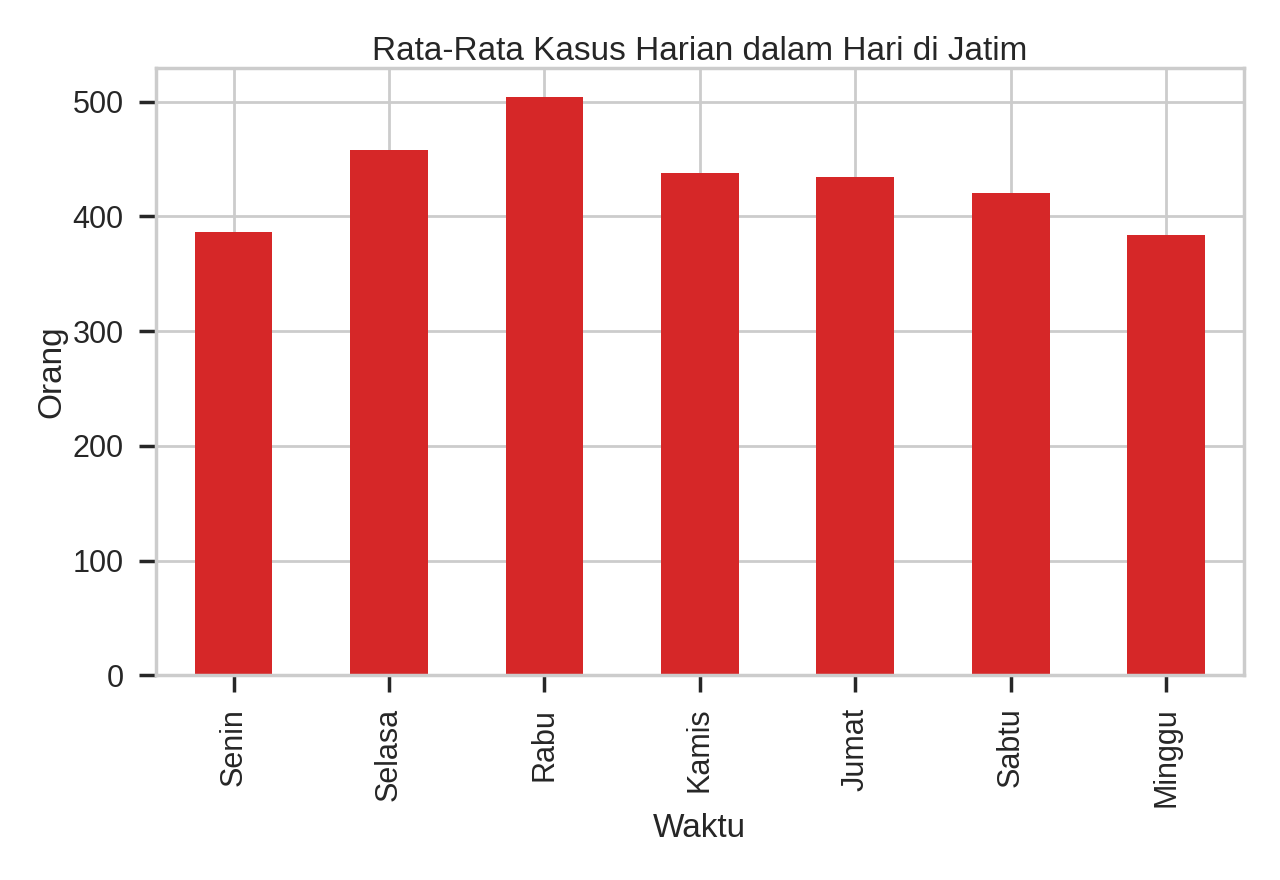 Rata-Rata Kasus Harian dalam Hari di Jatim
Orang
500
400
300
200
100
0
Senin
Selasa
Rabu
Kamis
Jumat
Sabtu
Minggu
Waktu